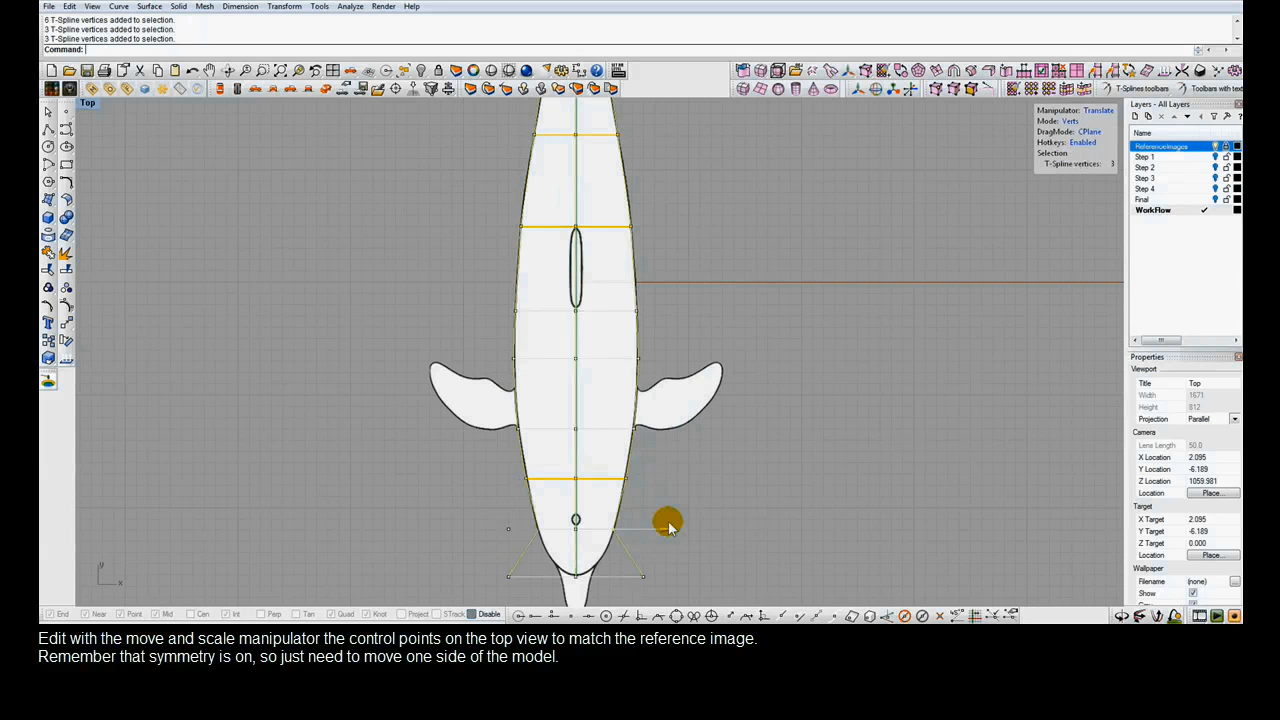 File Edit View Curve Surface Solid Mesh Dimension Transform Tools Analyze Render Help
6 T-Spline vertices added to selection.
3 T-Spline vertices added to selection.
3 T-Spline vertices added to selection.
Command:
T-Splines toolbars
Toolbars with text
Top
Manipulator: Translate
Mode: Verts
DragMode: CPlane
Hotkeys: Enabled
Selection
T-Spline vertices: 3
Layers - All Layers
Name
ReferenceImages
Step 1
Step 2
Step 3
Step 4
Final
WorkFlow
Properties
Viewport
Title Top
Width 1671
Height 812
Projection Parallel
Camera
Lens Length 50.0
X Location 2.095
Y Location -6.189
Z Location 1059.981
Location Place...
Target
X Target 2.095
Y Target -6.189
Z Target 0.000
Location Place...
Wallpaper
Filename (none)
Show
y
x
End Near Point Mid Cen Int Perp Tan Quad Knot Project STrack Disable
Edit with the move and scale manipulator the control points on the top view to match the reference image.
Remember that symmetry is on, so just need to move one side of the model.